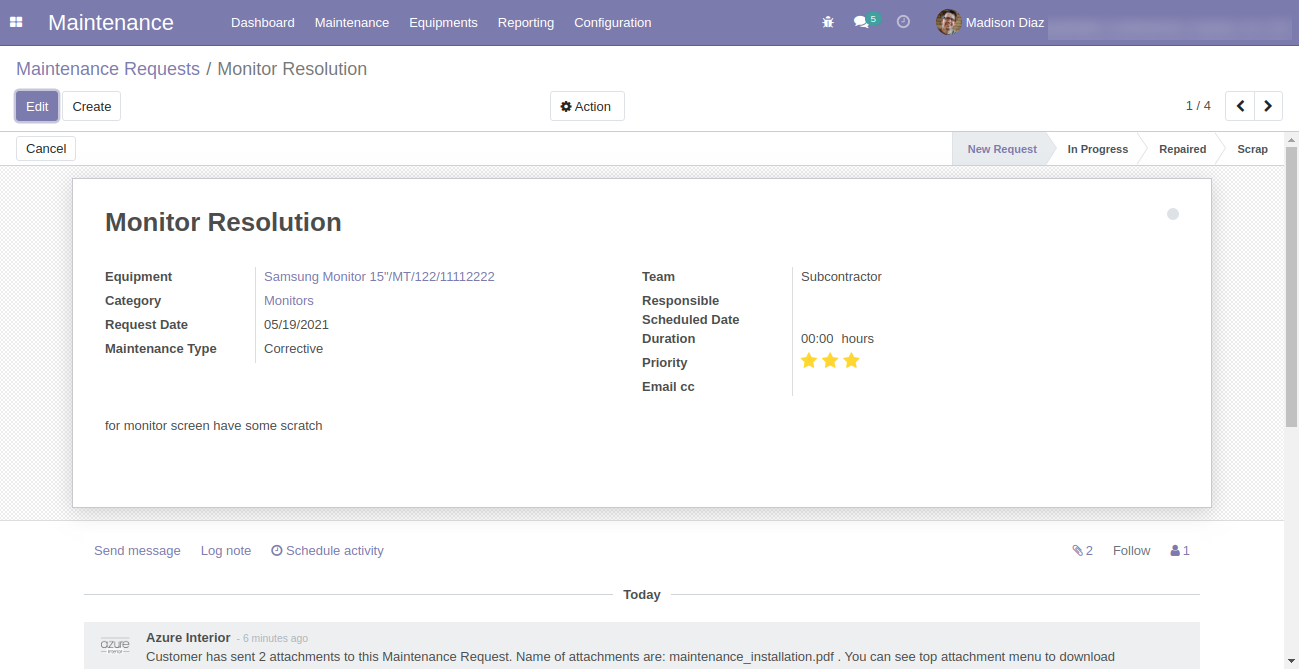 Maintenance Dashboard Maintenance Equipments Reporting Configuration 5 Madison Diaz
Maintenance Requests / Monitor Resolution
Edit Create Action 1 / 4
Cancel New Request In Progress Repaired Scrap
Monitor Resolution
Equipment Samsung Monitor 15"/MT/122/11112222 Team Subcontractor
Category Monitors Responsible
Scheduled Date
Request Date 05/19/2021
Duration 00:00 hours
Maintenance Type Corrective
Priority
Email cc
for monitor screen have some scratch
Send message Log note Schedule activity 2 Follow 1
Today
azure Azure Interior - 6 minutes ago
Customer has sent 2 attachments to this Maintenance Request. Name of attachments are: maintenance_installation.pdf . You can see top attachment menu to download